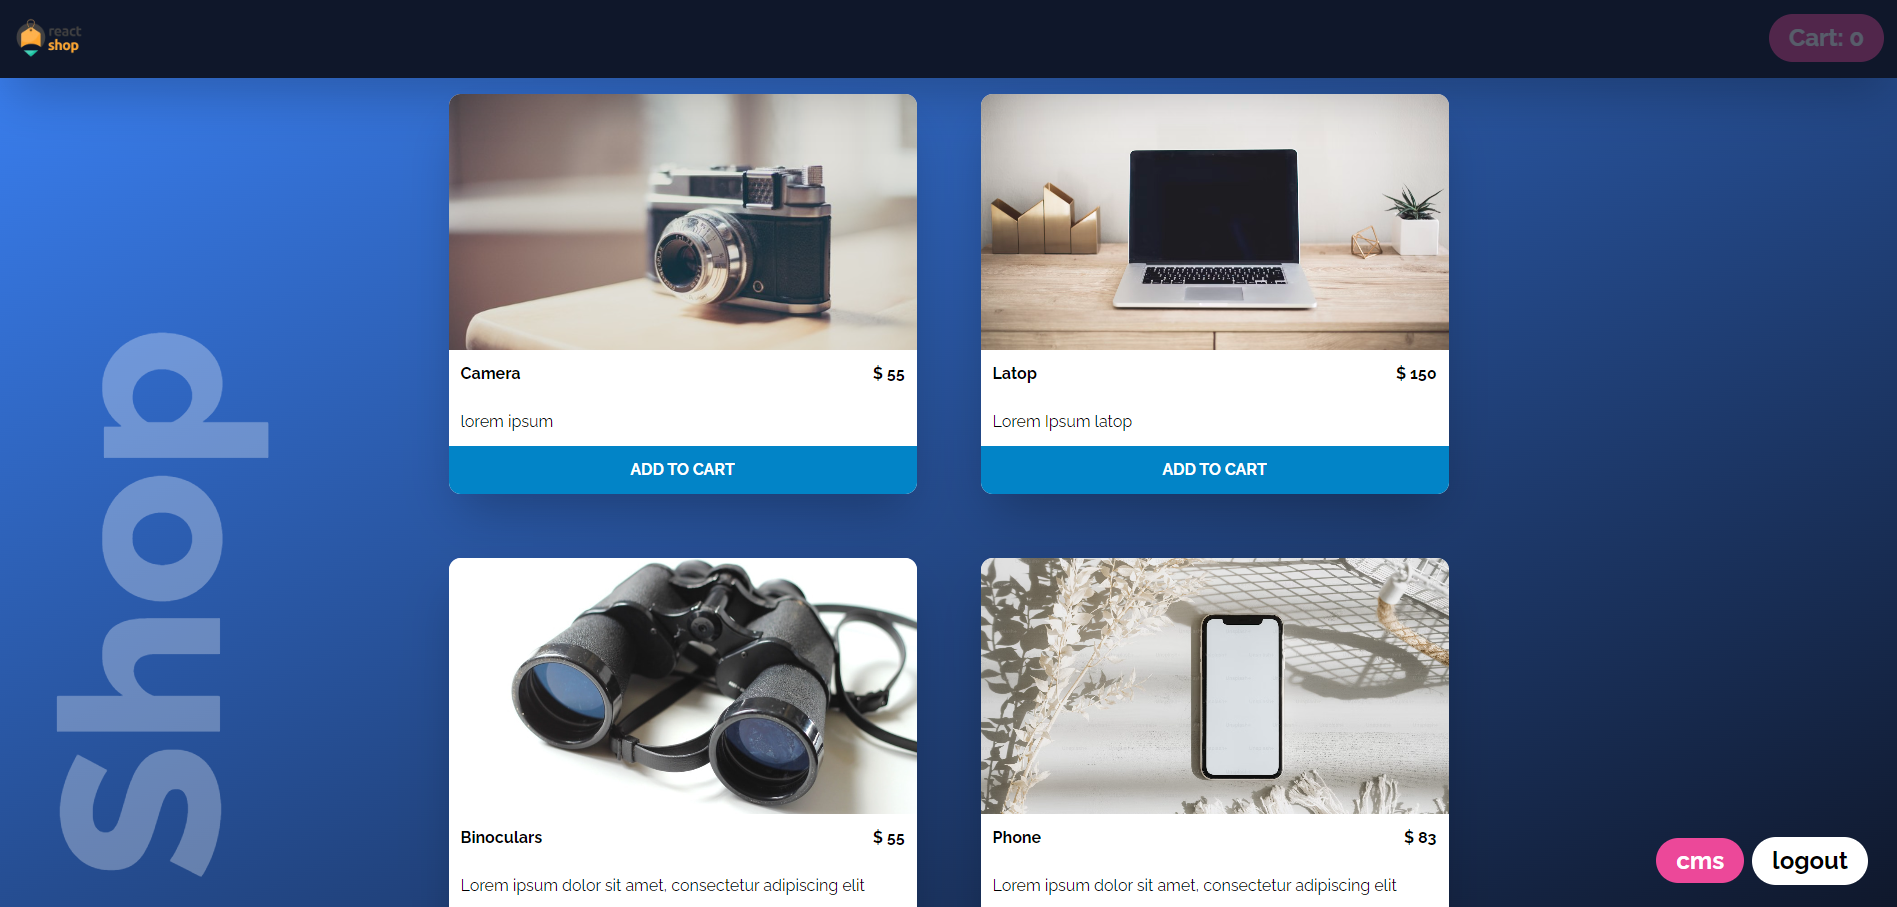 react
shop
Cart: 0
Shop
Camera $ 55
lorem ipsum
ADD TO CART
Latop $ 150
Lorem Ipsum latop
ADD TO CART
Binoculars $ 55
Lorem ipsum dolor sit amet, consectetur adipiscing elit
Phone $ 83
Lorem ipsum dolor sit amet, consectetur adipiscing elit
cms
logout